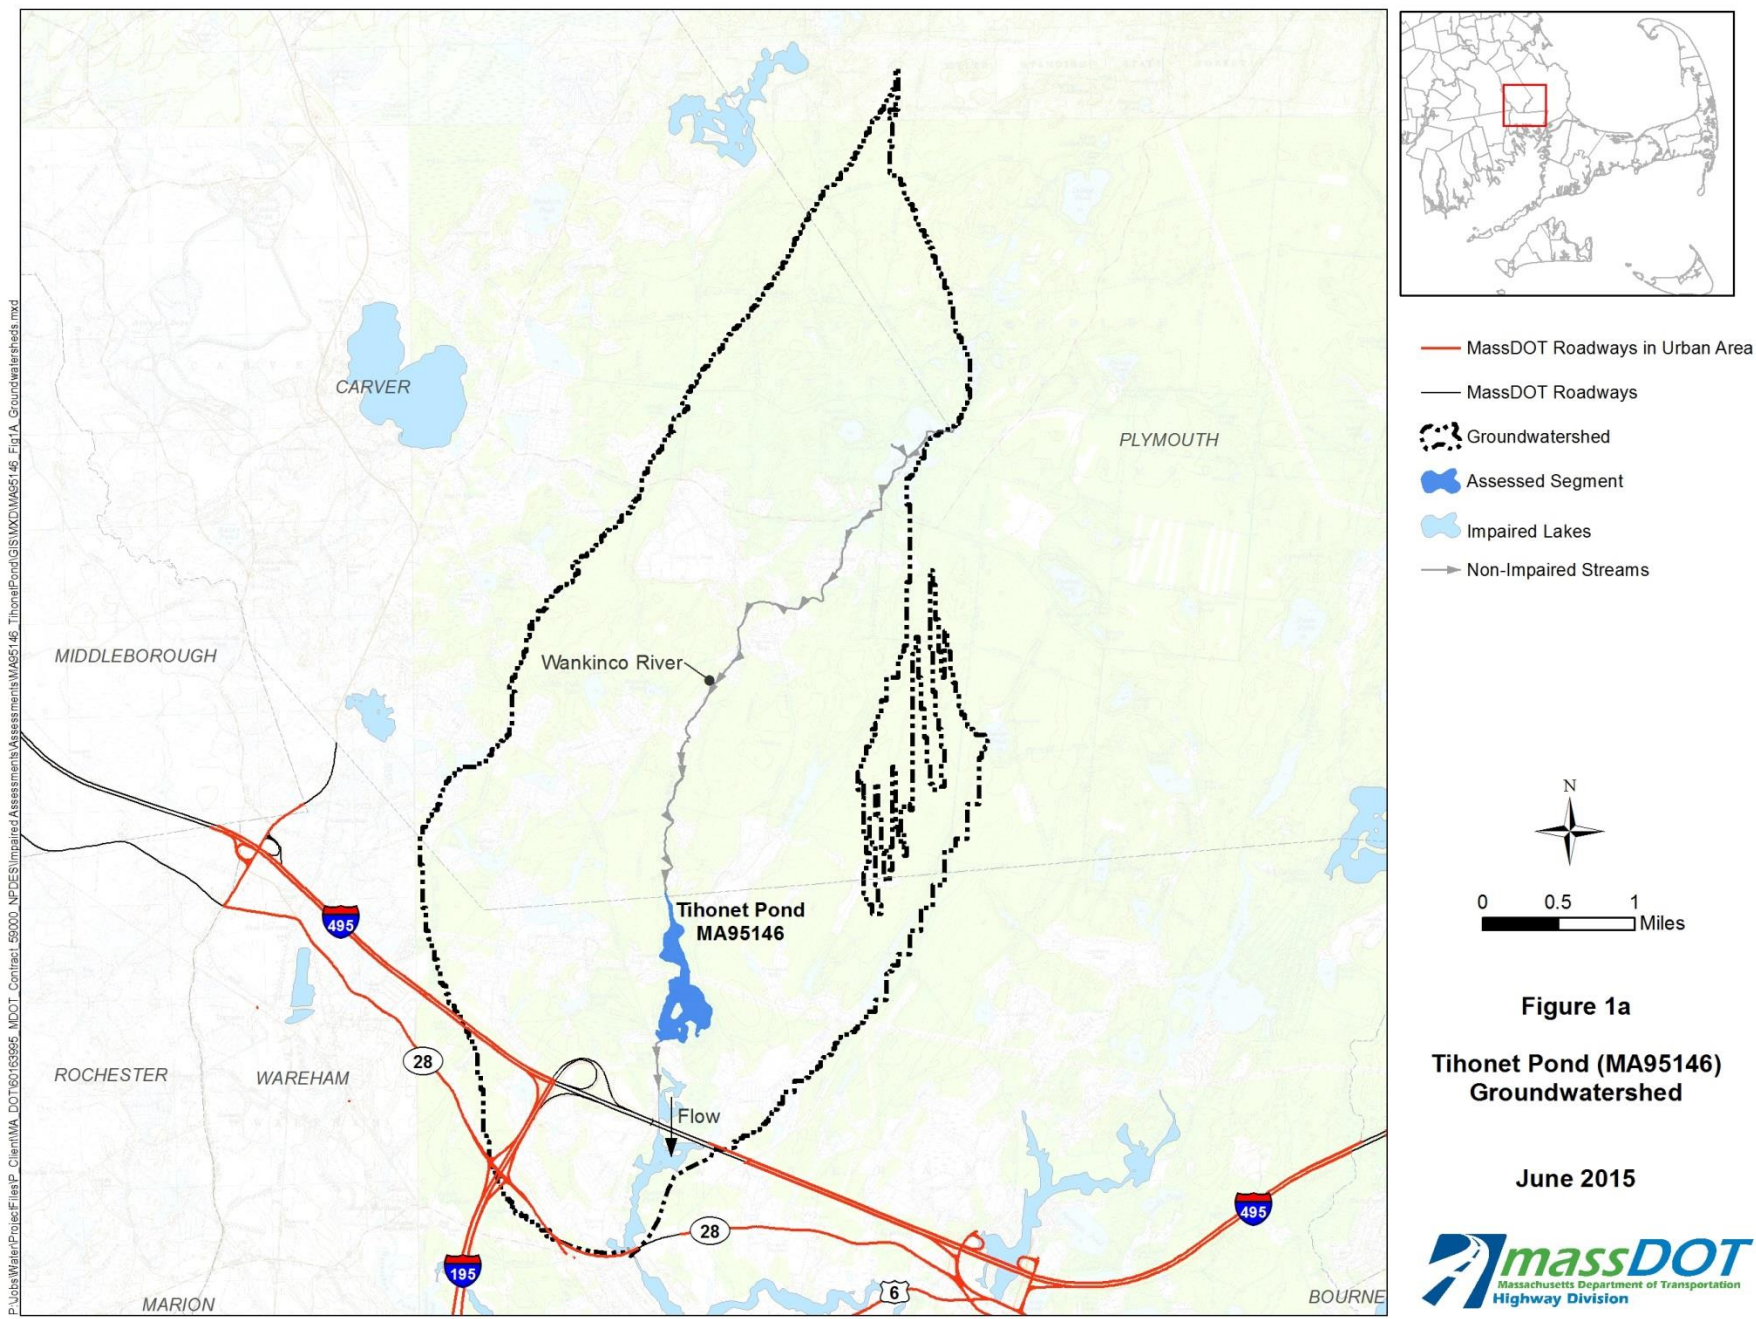 CARVER
PLYMOUTH
MIDDLEBOROUGH
Wankinco River
495
Tihonet Pond
MA95146
28
ROCHESTER
WAREHAM
Flow
28
495
195
6
MARION
BOURNE
MassDOT Roadways in Urban Area
MassDOT Roadways
Groundwatershed
Assessed Segment
Impaired Lakes
Non-Impaired Streams
N
0 0.5 1
Miles
Figure 1a
Tihonet Pond (MA95146)
Groundwatershed
June 2015
massDOT
Massachusetts Department of Transportation
Highway Division